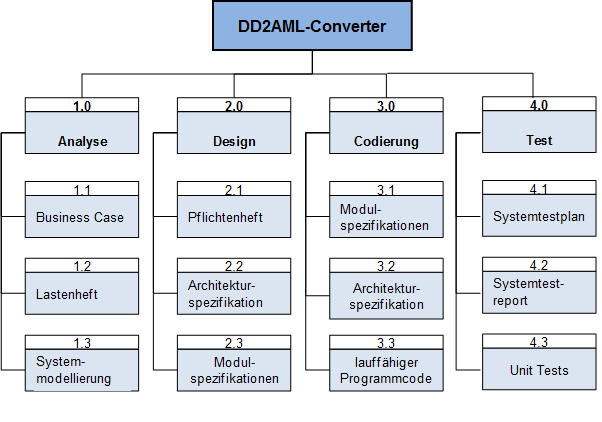 DD2AML-Converter
1.0
Analyse
1.1
Business Case
1.2
Lastenheft
1.3
System-
modellierung
2.0
Design
2.1
Pflichtenheft
2.2
Architektur-
spezifikation
2.3
Modul-
spezifikationen
3.0
Codierung
3.1
Modul-
spezifikationen
3.2
Architektur-
spezifikation
3.3
lauffähiger
Programmcode
4.0
Test
4.1
Systemtestplan
4.2
Systemtest-
report
4.3
Unit Tests